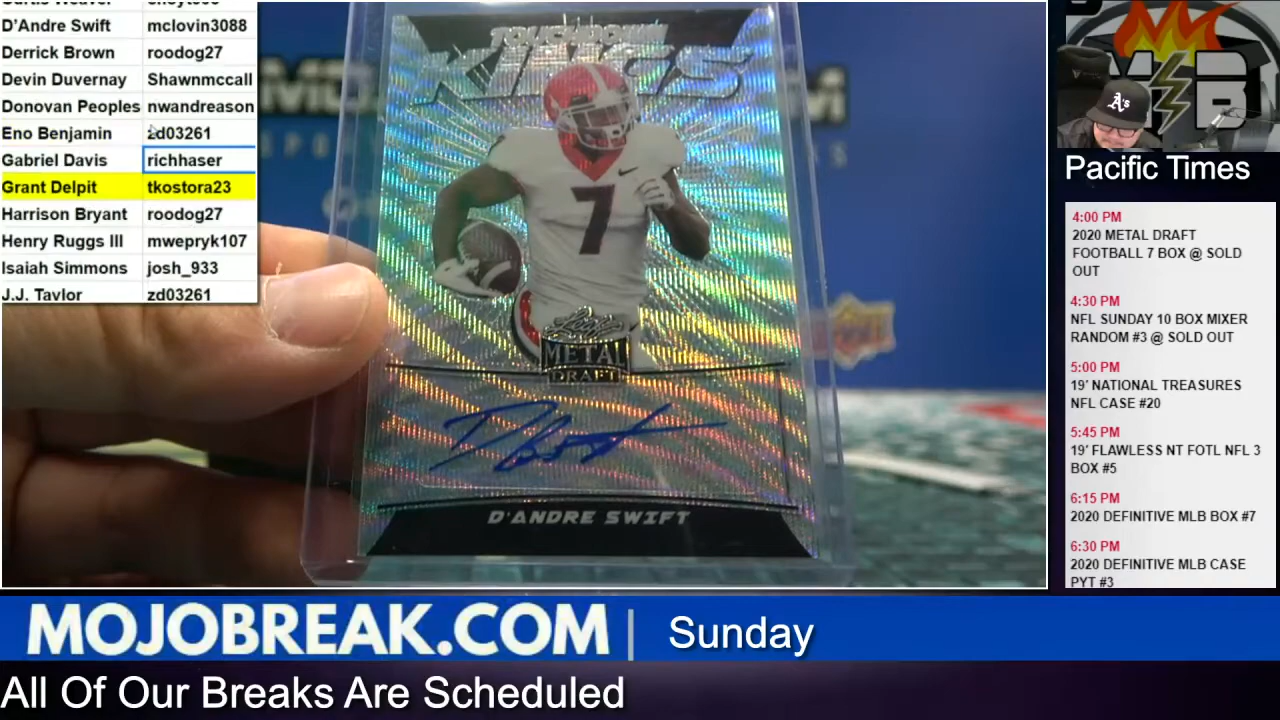 D'Andre Swift mclovin3088
Derrick Brown roodog27
Devin Duvernay Shawnmccall
Donovan Peoples nwandreason
Eno Benjamin zd03261
Gabriel Davis richhaser
Grant Delpit tkostora23
Harrison Bryant roodog27
Henry Ruggs III mwepryk107
Isaiah Simmons josh_933
J.J. Taylor zd03261
TOUCHDOWN
KINGS
7
Leaf
METAL
DRAFT
D'ANDRE SWIFT
A's
M B
Pacific Times
4:00 PM
2020 METAL DRAFT
FOOTBALL 7 BOX @ SOLD
OUT
4:30 PM
NFL SUNDAY 10 BOX MIXER
RANDOM #3 @ SOLD OUT
5:00 PM
19' NATIONAL TREASURES
NFL CASE #20
5:45 PM
19' FLAWLESS NT FOTL NFL 3
BOX #5
6:15 PM
2020 DEFINITIVE MLB BOX #7
6:30 PM
2020 DEFINITIVE MLB CASE
PYT #3
MOJOBREAK.COM | Sunday
All Of Our Breaks Are Scheduled